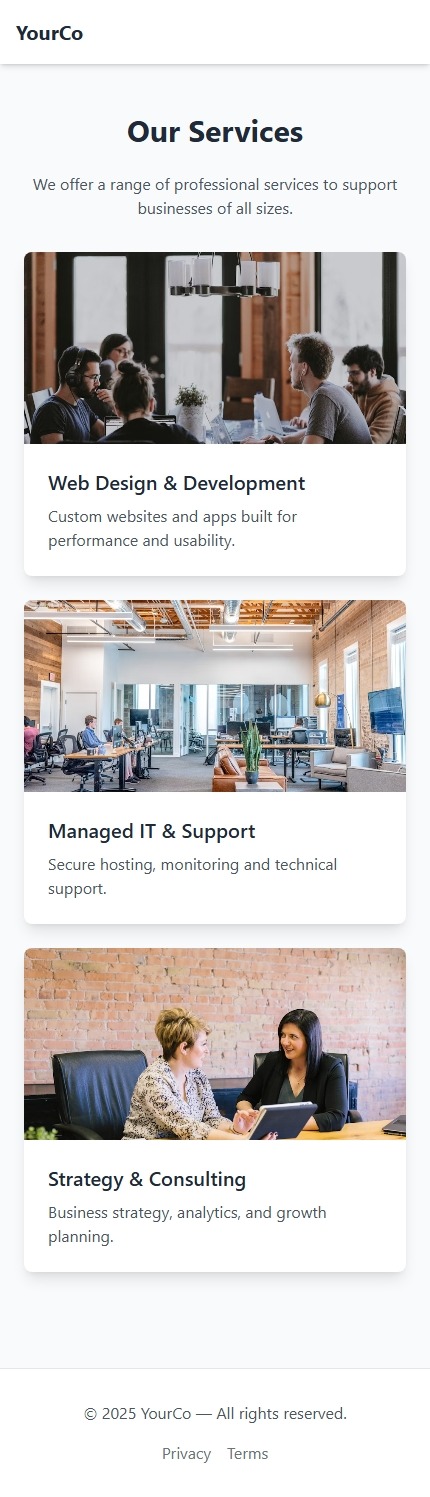 YourCo
Our Services
We offer a range of professional services to support
businesses of all sizes.
Web Design & Development
Custom websites and apps built for
performance and usability.
Managed IT & Support
Secure hosting, monitoring and technical
support.
Strategy & Consulting
Business strategy, analytics, and growth
planning.
© 2025 YourCo — All rights reserved.
Privacy Terms